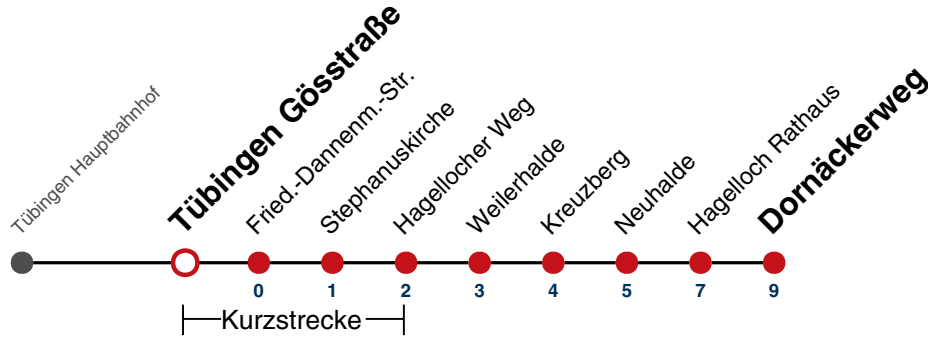 Tübingen Hauptbahnhof
Tübingen Gösstraße
Fried.-Dannenm.-Str.
Stephanuskirche
Hagellocher Weg
Weilerhalde
Kreuzberg
Neuhalde
Hagelloch Rathaus
Dornäckerweg
0 1 2 3 4 5 7 9
Kurzstrecke